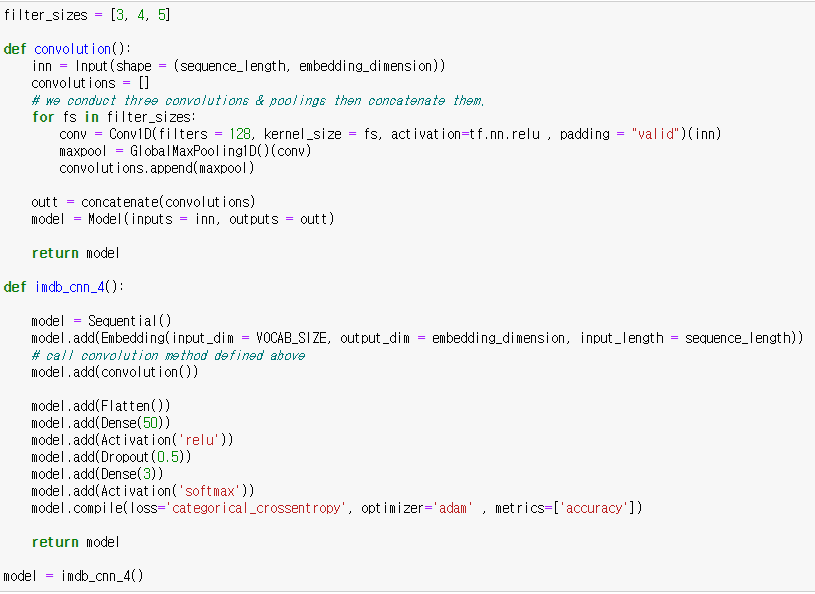 filter_sizes = [3, 4, 5]
def convolution():
inn = Input(shape = (sequence_length, embedding_dimension))
convolutions = []
# we conduct three convolutions & poolings then concatenate them.
for fs in filter_sizes:
conv = Conv1D(filters = 128, kernel_size = fs, activation=tf.nn.relu , padding = "valid")(inn)
maxpool = GlobalMaxPooling1D()(conv)
convolutions.append(maxpool)
outt = concatenate(convolutions)
model = Model(inputs = inn, outputs = outt)
return model
def imdb_cnn_4():
model = Sequential()
model.add(Embedding(input_dim = VOCAB_SIZE, output_dim = embedding_dimension, input_length = sequence_length))
# call convolution method defined above
model.add(convolution())
model.add(Flatten())
model.add(Dense(50))
model.add(Activation('relu'))
model.add(Dropout(0.5))
model.add(Dense(3))
model.add(Activation('softmax'))
model.compile(loss='categorical_crossentropy', optimizer='adam' , metrics=['accuracy'])
return model
model = imdb_cnn_4()